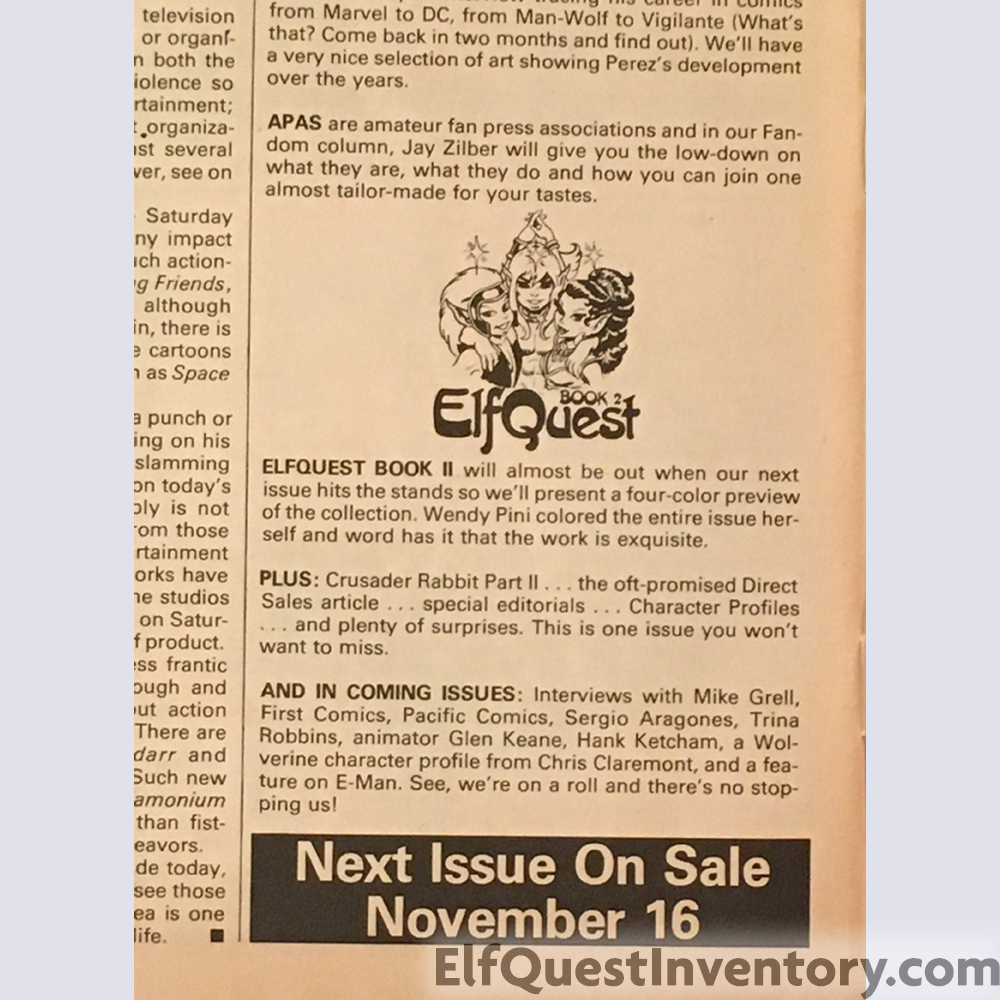 television
or organf-
n both the
iolence so
rtainment;
organiza-
st several
ver, see on
Saturday
ny impact
ich action-
g Friends,
although
in, there is
e cartoons
as Space
a punch or
ing on his
slamming
on today's
ply is not
om those
rtainment
orks have
e studios
on Satur-
f product.
ss frantic
ough and
ut action
There are
darr and
Such new
amonium
than fist-
eavors.
de today,
see those
ea is one
life. ■
from Marvel to DC, from Man-Wolf to Vigilante (What's
that? Come back in two months and find out). We'll have
a very nice selection of art showing Perez's development
over the years.
APAS are amateur fan press associations and in our Fan-
dom column, Jay Zilber will give you the low-down on
what they are, what they do and how you can join one
almost tailor-made for your tastes.
BOOK 2
ElfQuest
ELFQUEST BOOK II will almost be out when our next
issue hits the stands so we'll present a four-color preview
of the collection. Wendy Pini colored the entire issue her-
self and word has it that the work is exquisite.
PLUS: Crusader Rabbit Part II . . . the oft-promised Direct
Sales article . . . special editorials . . . Character Profiles
. . . and plenty of surprises. This is one issue you won't
want to miss.
AND IN COMING ISSUES: Interviews with Mike Grell,
First Comics, Pacific Comics, Sergio Aragones, Trina
Robbins, animator Glen Keane, Hank Ketcham, a Wol-
verine character profile from Chris Claremont, and a fea-
ture on E-Man. See, we're on a roll and there's no stop-
ping us!
Next Issue On Sale
November 16
ElfQuestInventory.com